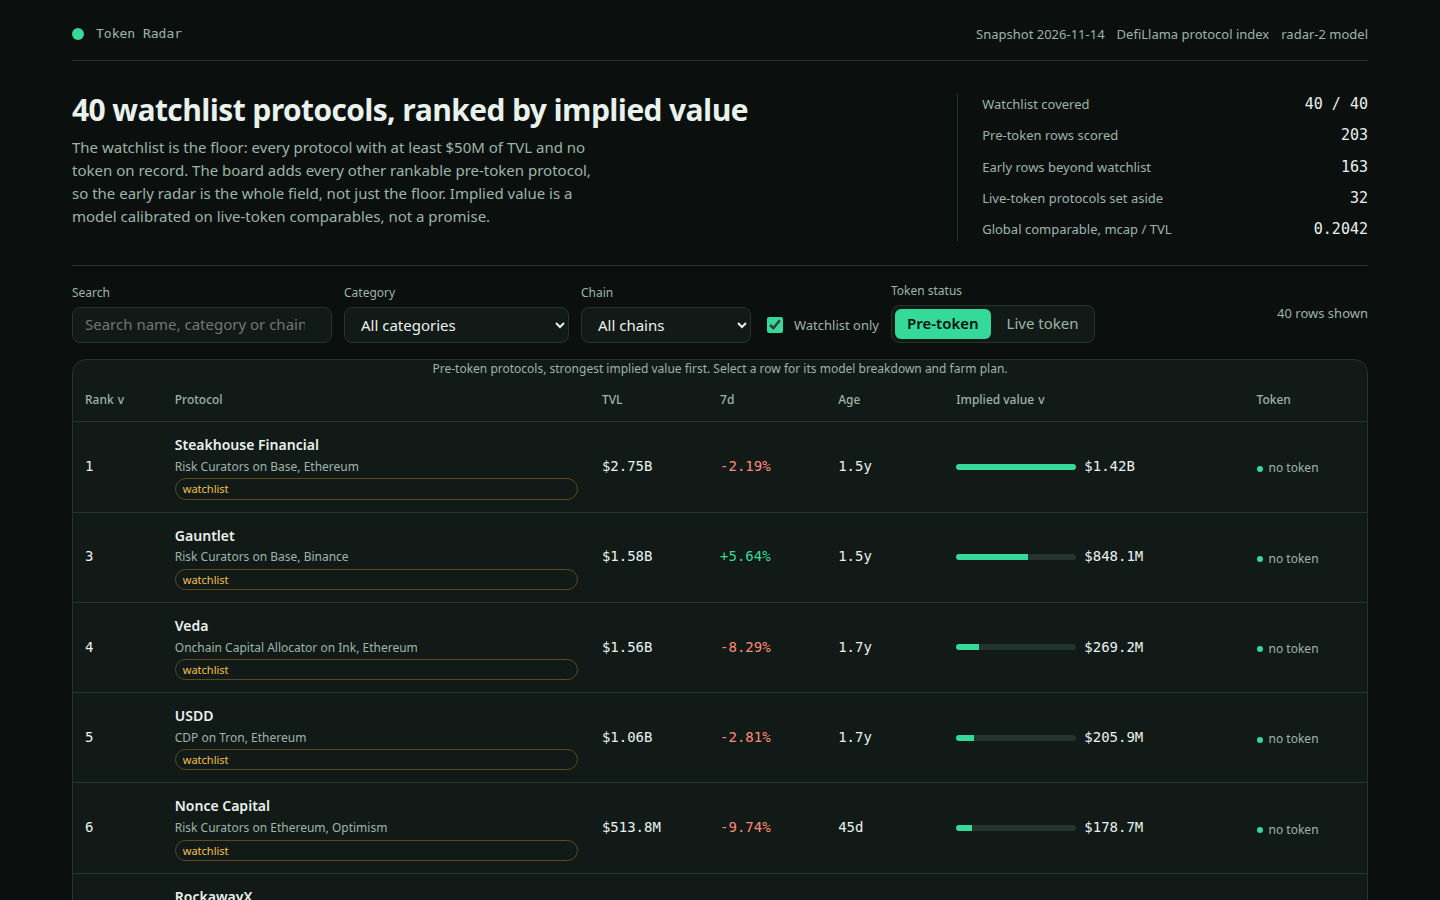 Token Radar
Snapshot 2026-11-14 DefiLlama protocol index radar-2 model
40 watchlist protocols, ranked by implied value
The watchlist is the floor: every protocol with at least $50M of TVL and no
token on record. The board adds every other rankable pre-token protocol,
so the early radar is the whole field, not just the floor. Implied value is a
model calibrated on live-token comparables, not a promise.
Watchlist covered 40 / 40
Pre-token rows scored 203
Early rows beyond watchlist 163
Live-token protocols set aside 32
Global comparable, mcap / TVL 0.2042
Search
Search name, category or chain
Category
All categories
Chain
All chains
Watchlist only
Token status
Pre-token Live token
40 rows shown
Pre-token protocols, strongest implied value first. Select a row for its model breakdown and farm plan.
Rank v Protocol TVL 7d Age Implied value v Token
Steakhouse Financial
1 Risk Curators on Base, Ethereum $2.75B -2.19% 1.5y $1.42B no token
watchlist
Gauntlet
3 Risk Curators on Base, Binance $1.58B +5.64% 1.5y $848.1M no token
watchlist
Veda
4 Onchain Capital Allocator on Ink, Ethereum $1.56B -8.29% 1.7y $269.2M no token
watchlist
USDD
5 CDP on Tron, Ethereum $1.06B -2.81% 1.7y $205.9M no token
watchlist
Nonce Capital
6 Risk Curators on Ethereum, Optimism $513.8M -9.74% 45d $178.7M no token
watchlist
RockawayX